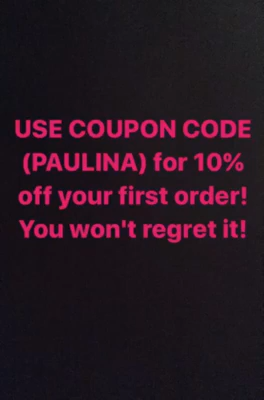 USE COUPON CODE
(PAULINA) for 10%
off your first order!
You won't regret it!